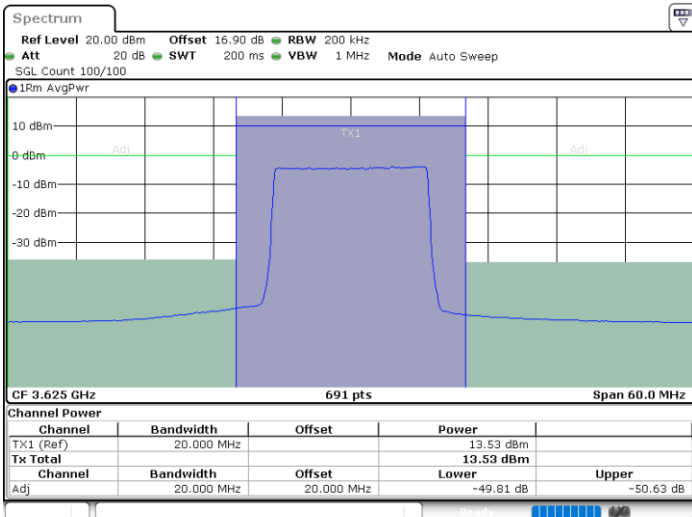 Spectrum
Ref Level 20.00 dBm Offset 16.90 dB RBW 200 kHz
Att 20 dB SWT 200 ms VBW 1 MHz Mode Auto Sweep
SGL Count 100/100
1Rm AvgPwr
10 dBm
TX1
Adj Adj
0 dBm
-10 dBm
-20 dBm
-30 dBm
CF 3.625 GHz 691 pts Span 60.0 MHz
Channel Power
Channel Bandwidth Offset Power
TX1 (Ref) 20.000 MHz 13.53 dBm
Tx Total 13.53 dBm
Channel Bandwidth Offset Lower Upper
Adj 20.000 MHz 20.000 MHz -49.81 dB -50.63 dB
Ready